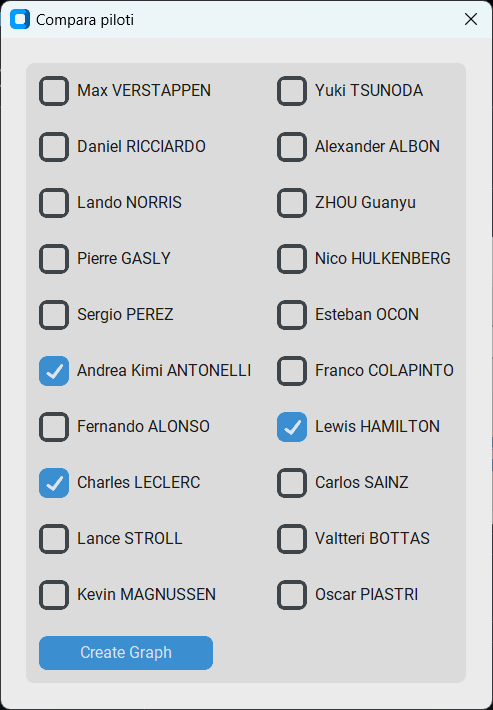 Compara piloti
Max VERSTAPPEN
Yuki TSUNODA
Daniel RICCIARDO
Alexander ALBON
Lando NORRIS
ZHOU Guanyu
Pierre GASLY
Nico HULKENBERG
Sergio PEREZ
Esteban OCON
Andrea Kimi ANTONELLI
Franco COLAPINTO
Fernando ALONSO
Lewis HAMILTON
Charles LECLERC
Carlos SAINZ
Lance STROLL
Valtteri BOTTAS
Kevin MAGNUSSEN
Oscar PIASTRI
Create Graph